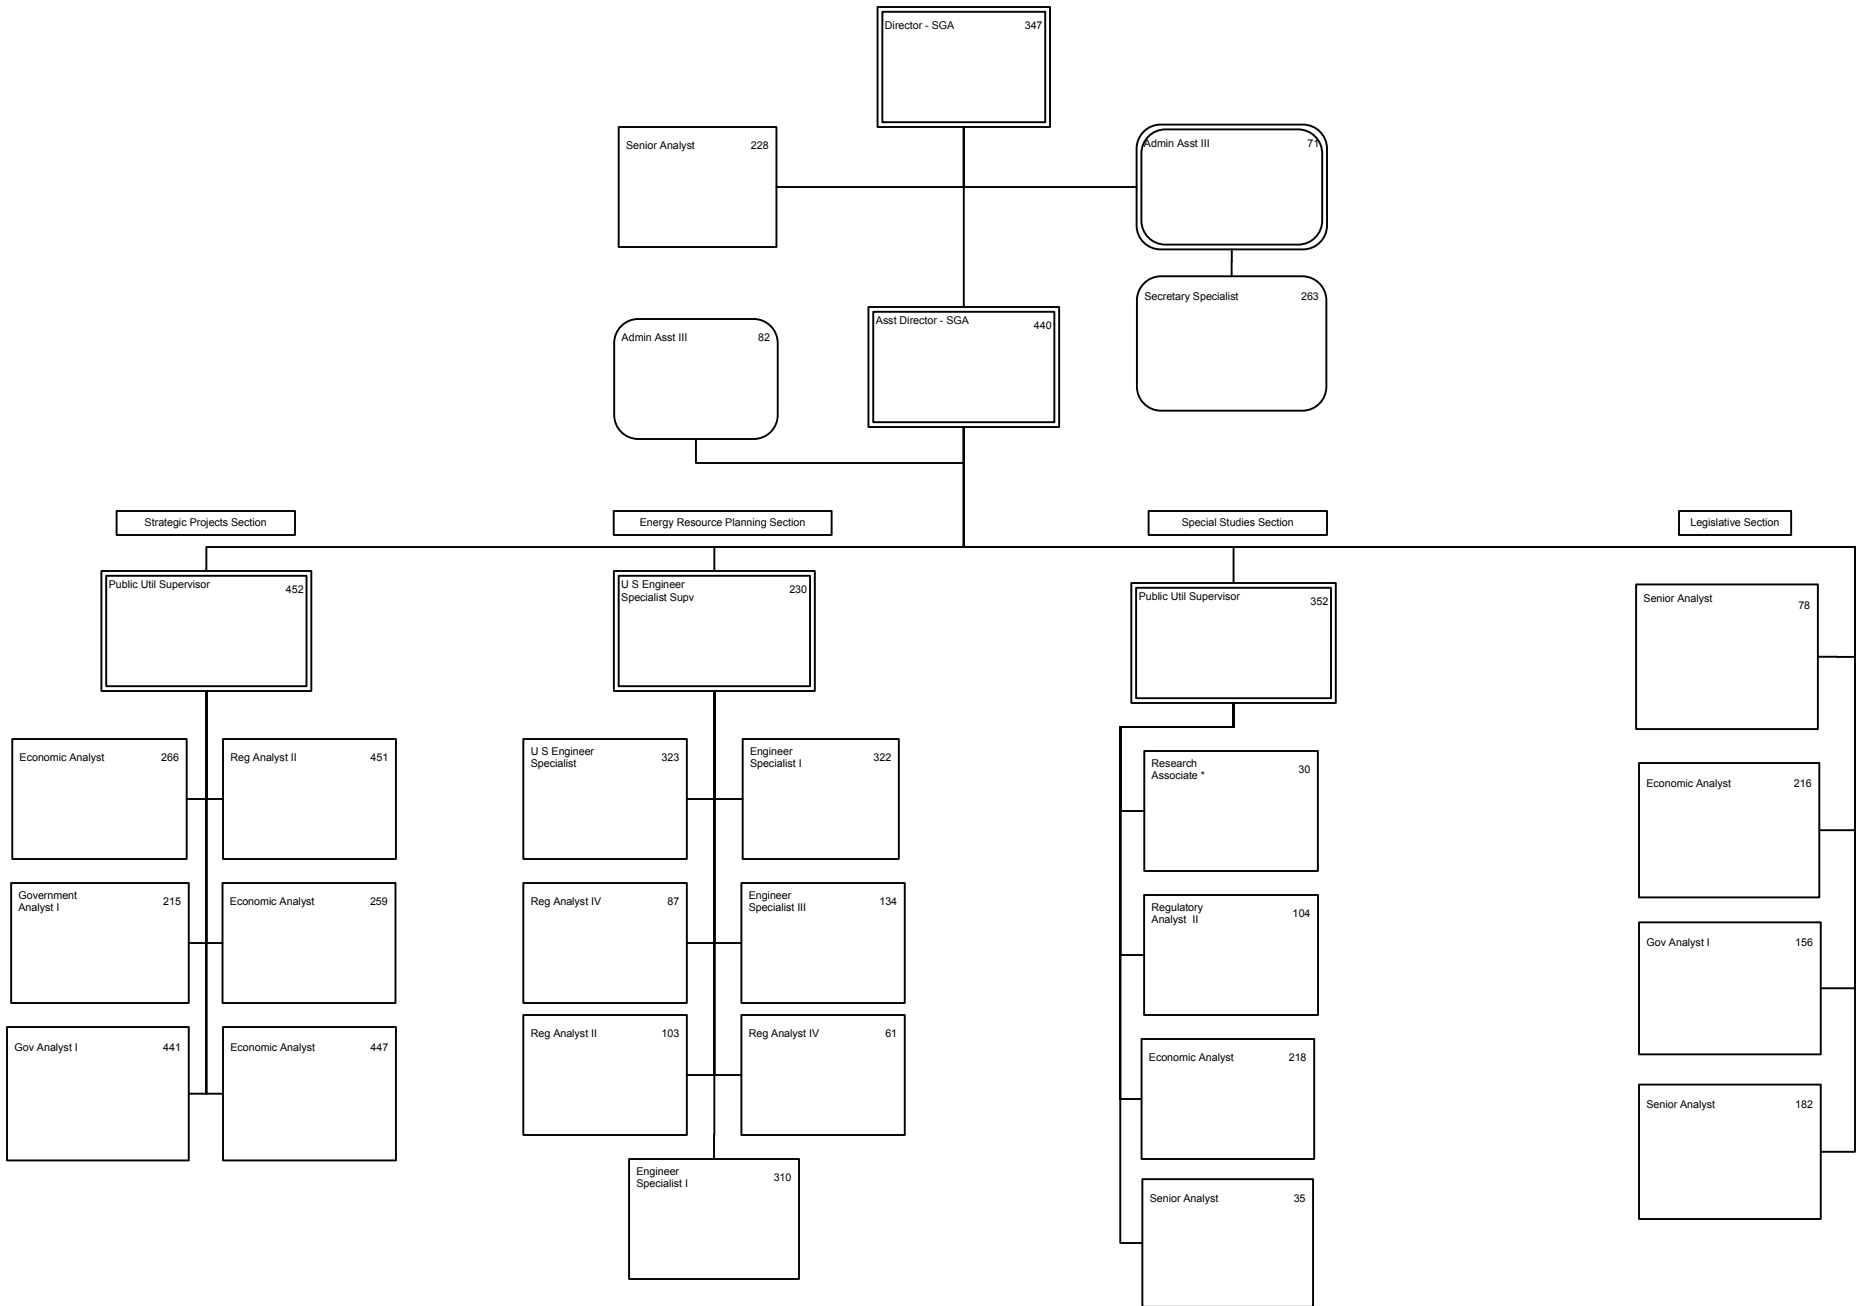 Director - SGA 347
Senior Analyst 228
Admin Asst III 71
Secretary Specialist 263
Asst Director - SGA 440
Admin Asst III 82
Strategic Projects Section
Energy Resource Planning Section
Special Studies Section
Legislative Section
Public Util Supervisor 452
Economic Analyst 266
Reg Analyst II 451
Government
Analyst I 215
Economic Analyst 259
Gov Analyst I 441
Economic Analyst 447
U S Engineer
Specialist Supv 230
U S Engineer
Specialist 323
Engineer
Specialist I 322
Reg Analyst IV 87
Engineer
Specialist III 134
Reg Analyst II 103
Reg Analyst IV 61
Engineer
Specialist I 310
Public Util Supervisor 352
Research
Associate * 30
Regulatory
Analyst II 104
Economic Analyst 218
Senior Analyst 35
Senior Analyst 78
Economic Analyst 216
Gov Analyst I 156
Senior Analyst 182